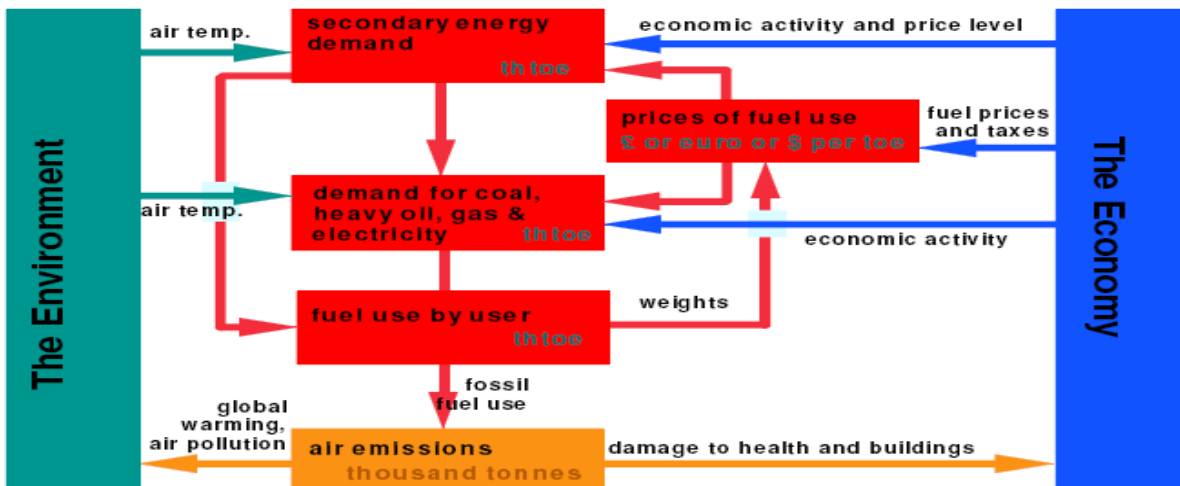 The Environment
air temp.
secondary energy
demand
th toe
economic activity and price level
prices of fuel use
£ or euro or $ per toe
fuel prices
and taxes
The Economy
air temp.
demand for coal,
heavy oil, gas &
electricity
th toe
economic activity
fuel use by user
th toe
weights
fossil
fuel use
global
warming,
air pollution
air emissions
thousand tonnes
damage to health and buildings